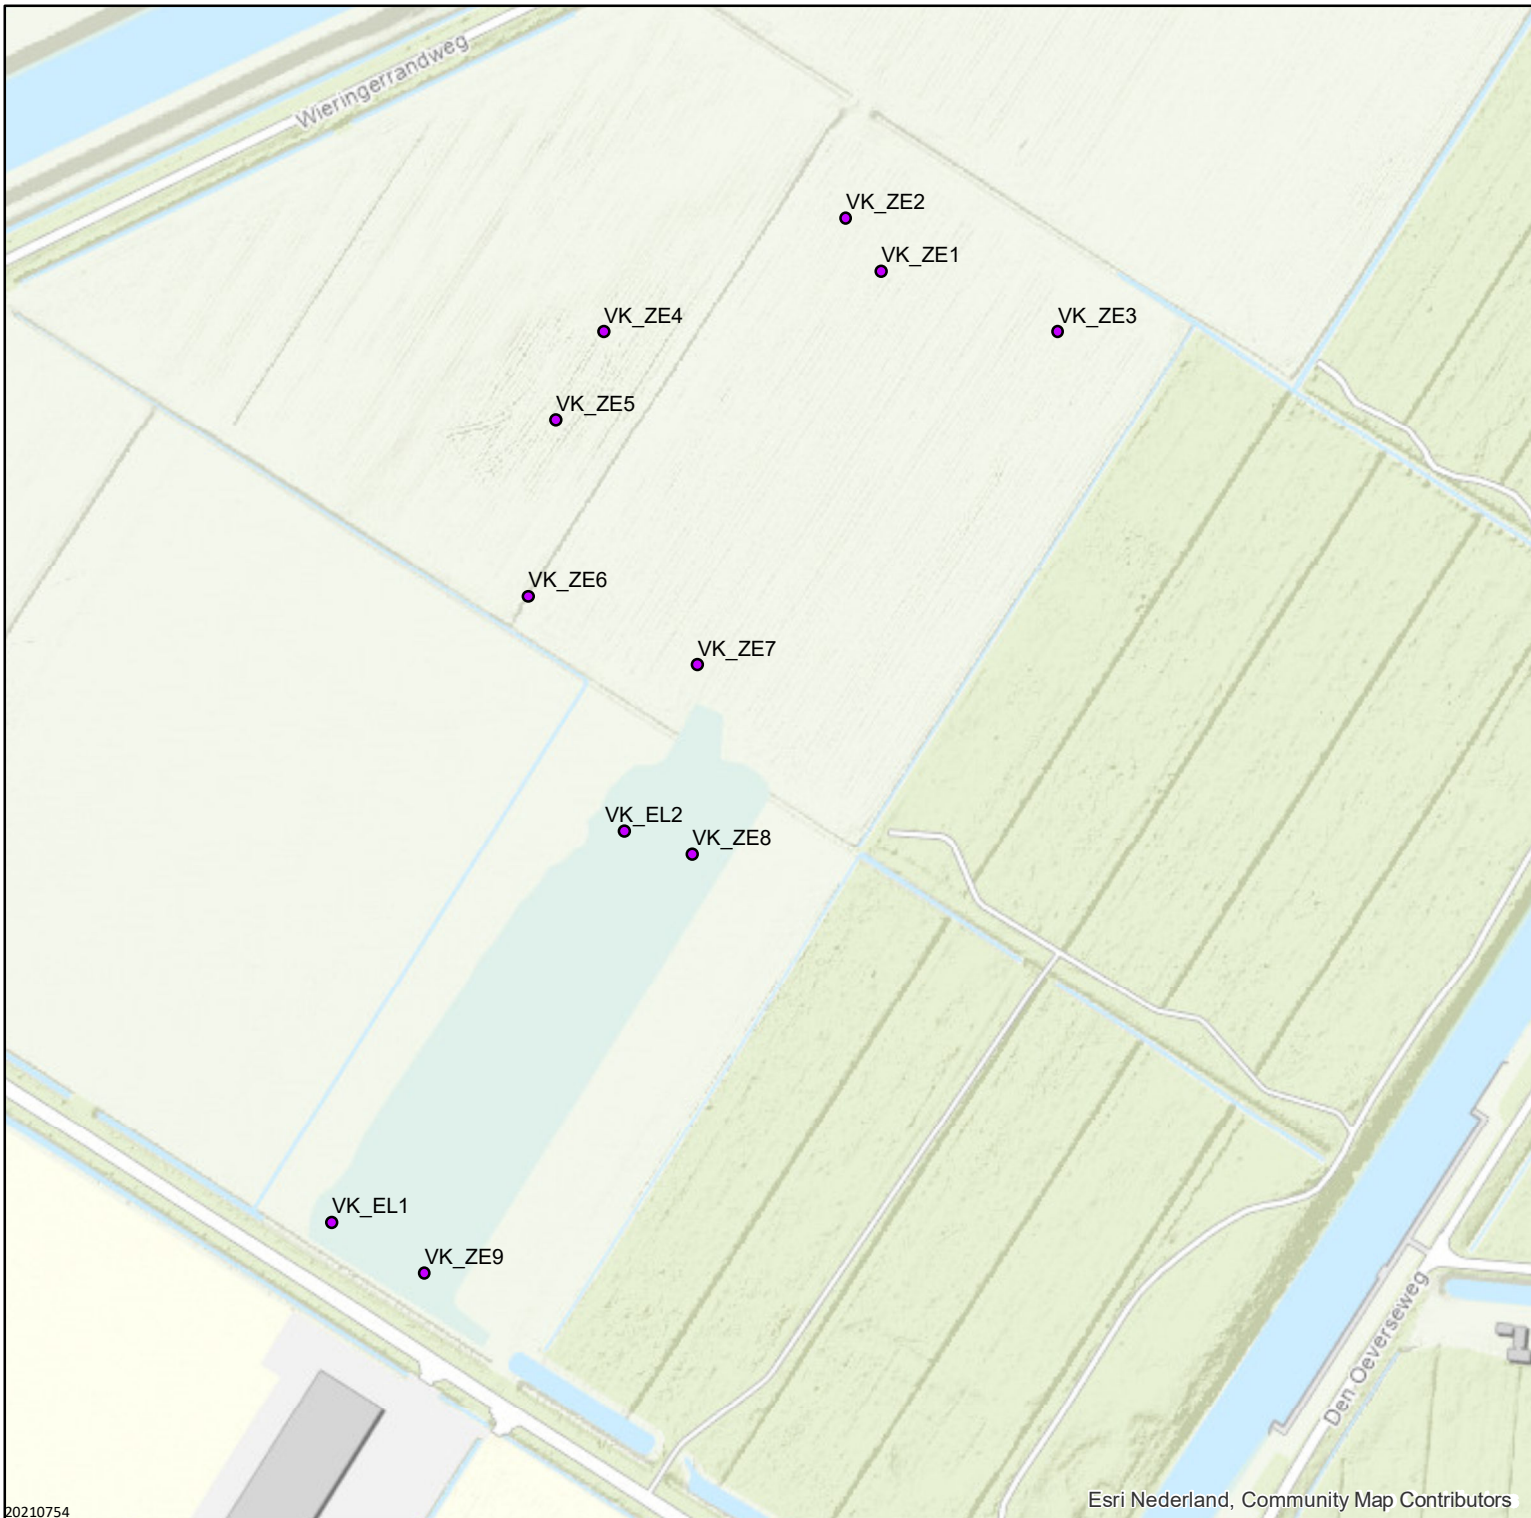 Wieringerrandweg
VK_ZE2
VK_ZE1
VK_ZE4
VK_ZE3
VK_ZE5
VK_ZE6
VK_ZE7
VK_EL2
VK_ZE8
VK_EL1
VK_ZE9
Den Oeverseweg
Esri Nederland, Community Map Contributors
20210754